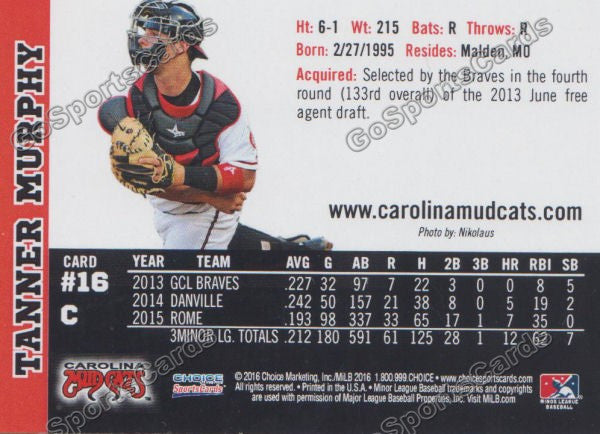 TANNER MURPHY
Ht: 6-1 Wt: 215 Bats: R Throws: R
Born: 2/27/1995 Resides: Malden, MO
Acquired: Selected by the Braves in the fourth
round (133rd overall) of the 2013 June free
agent draft.
www.carolinamudcats.com
Photo by: Nikolaus
CARD
#16
C
YEAR TEAM AVG G AB R H 2B 3B HR RBI SB
2013 GCL BRAVES .227 32 97 7 22 3 0 0 8 5
2014 DANVILLE .242 50 157 21 38 8 0 5 19 2
2015 ROME .193 98 337 33 65 17 1 7 35 0
3MINOR LG. TOTALS .212 180 591 61 125 28 1 12 62 7
CAROLINA
MUDCATS
CHOICE
SportsCards
© 2016 Choice Marketing, Inc./MiLB 2016 1.800.999.CHOICE • www.choicesportscards.com
All rights reserved. • Printed in the U.S.A. • Minor League Baseball trademarks and copyrights
are used with permission of Major League Baseball Properties, Inc. Visit MiLB.com
MINOR LEAGUE
BASEBALL
GoSportsCards
GoSportsCards
GoSportsCards
GoSportsCards